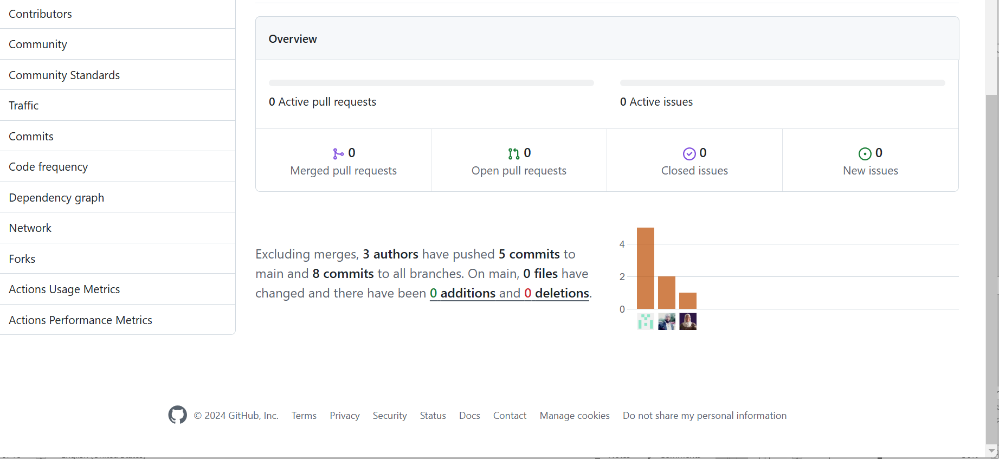 Contributors
Community
Community Standards
Traffic
Commits
Code frequency
Dependency graph
Network
Forks
Actions Usage Metrics
Actions Performance Metrics
Overview
0 Active pull requests
0 Active issues
0
Merged pull requests
0
Open pull requests
0
Closed issues
0
New issues
Excluding merges, 3 authors have pushed 5 commits to
main and 8 commits to all branches. On main, 0 files have
changed and there have been 0 additions and 0 deletions.
4
2
0
© 2024 GitHub, Inc. Terms Privacy Security Status Docs Contact Manage cookies Do not share my personal information